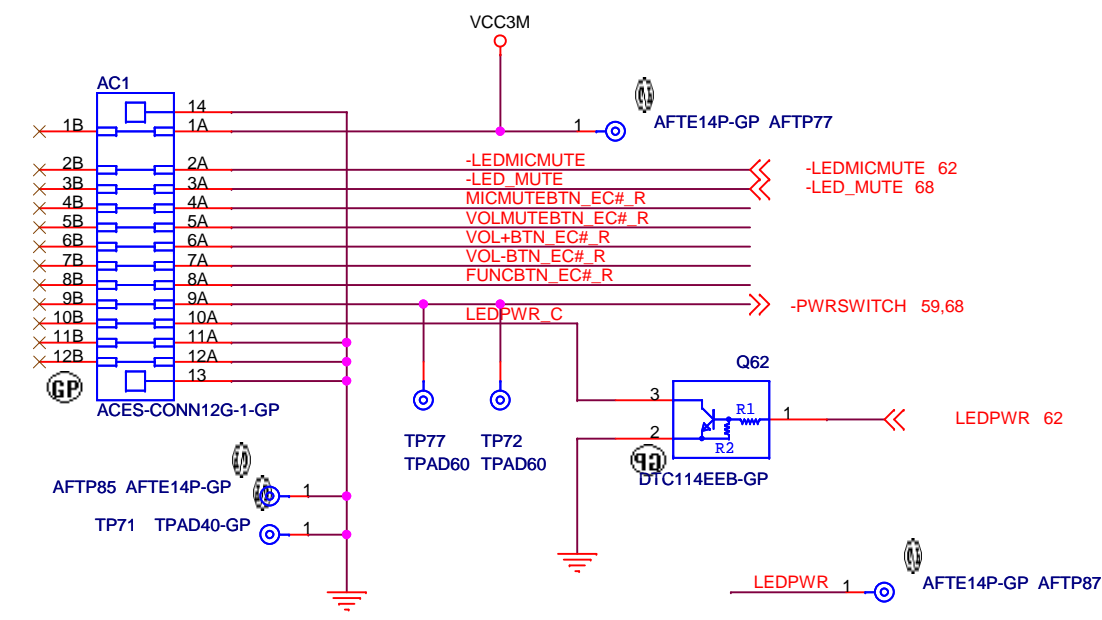 VCC3M
AC1
14
1B 1A
1 AFTE14P-GP AFTP77
2B 2A -LEDMICMUTE -LEDMICMUTE 62
3B 3A -LED_MUTE -LED_MUTE 68
4B 4A MICMUTEBTN_EC#_R
5B 5A VOLMUTEBTN_EC#_R
6B 6A VOL+BTN_EC#_R
7B 7A VOL-BTN_EC#_R
8B 8A FUNCBTN_EC#_R
9B 9A -PWRSWITCH 59,68
10B 10A LEDPWR_C
11B 11A
12B 12A
13
GP
ACES-CONN12G-1-GP
Q62
3 R1 1 LEDPWR 62
2 R2
GP
DTC114EEB-GP
TP77 TP72
TPAD60 TPAD60
AFTP85 AFTE14P-GP 1
TP71 TPAD40-GP 1
LEDPWR 1 AFTE14P-GP AFTP87